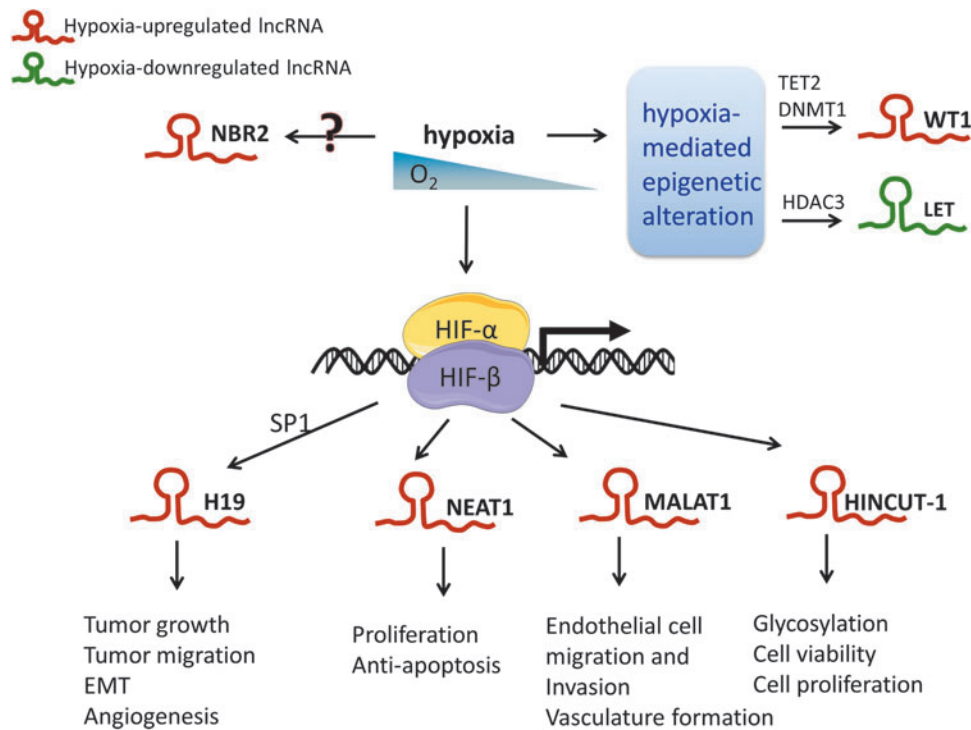 Hypoxia-upregulated lncRNA
Hypoxia-downregulated lncRNA
NBR2
?
hypoxia
O2
hypoxia-
mediated
epigenetic
alteration
TET2
DNMT1
WT1
HDAC3
LET
HIF-α
HIF-β
SP1
H19
NEAT1
MALAT1
HINCUT-1
Tumor growth
Tumor migration
EMT
Angiogenesis
Proliferation
Anti-apoptosis
Endothelial cell
migration and
Invasion
Vasculature formation
Glycosylation
Cell viability
Cell proliferation